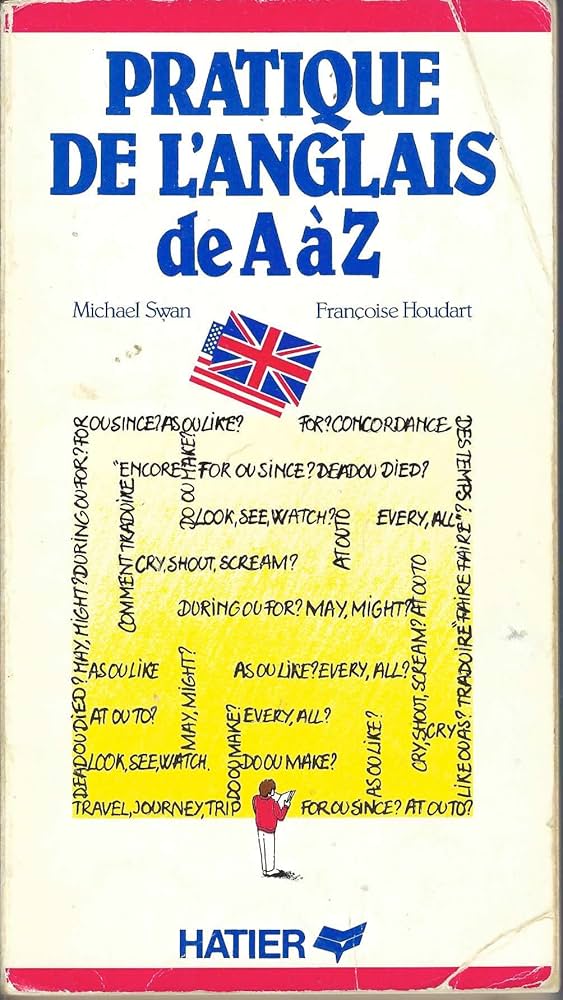 PRATIQUE
DE L'ANGLAIS
de A à Z
Michael Swan
Françoise Houdart
OU SINCE? AS OU LIKE?
FOR? CONCORDANCE
DES TEMPS?
"ENCORE"? FOR OU SINCE? DEAD OU DIED?
DO OU MAKE?
LOOK, SEE, WATCH?
EVERY, ALL
COMMENT TRADUIRE
AT OU TO
CRY, SHOUT, SCREAM?
DURING OU FOR? MAY, MIGHT?
DEAD OU DIED? MAY, MIGHT? DURING OU FOR? FOR
AS OU LIKE
MAY, MIGHT?
AS OU LIKE? EVERY, ALL?
CRY, SHOUT, SCREAM? AT OU TO
LIKE OU AS? TRADUIRE "FAIRE FAIRE"?
AT OU TO?
EVERY, ALL?
CRY
LOOK, SEE, WATCH.
DO OU MAKE?
DO OU MAKE?
AS OU LIKE?
TRAVEL, JOURNEY, TRIP
FOR OU SINCE? AT OU TO?
HATIER